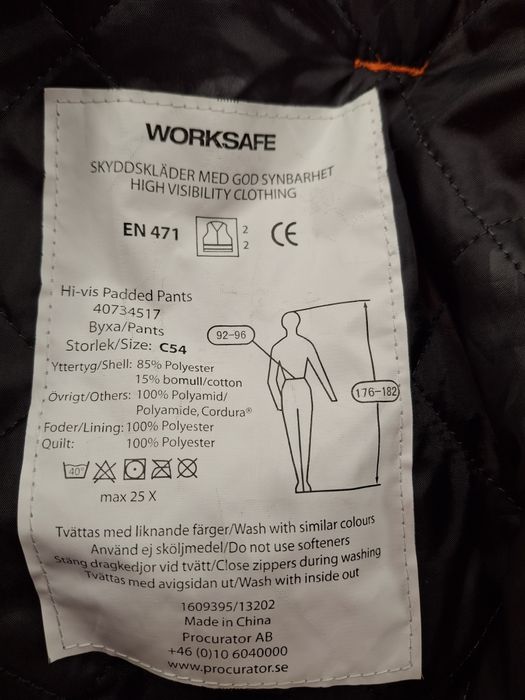 WORKSAFE
SKYDDSKLÄDER MED GOD SYNBARHET
HIGH VISIBILITY CLOTHING
EN 471
2
2
CE
Hi-vis Padded Pants
40734517
Byxa/Pants
Storlek/Size: C54
92-96
176-182
Yttertyg/Shell: 85% Polyester
15% bomull/cotton
Övrigt/Others: 100% Polyamid/
Polyamide, Cordura®
Foder/Lining: 100% Polyester
Quilt: 100% Polyester
40°
max 25 X
Tvättas med liknande färger/Wash with similar colours
Använd ej sköljmedel/Do not use softeners
Stäng dragkedjor vid tvätt/Close zippers during washing
Tvättas med avigsidan ut/Wash with inside out
1609395/13202
Made in China
Procurator AB
+46 (0)10 6040000
www.procurator.se